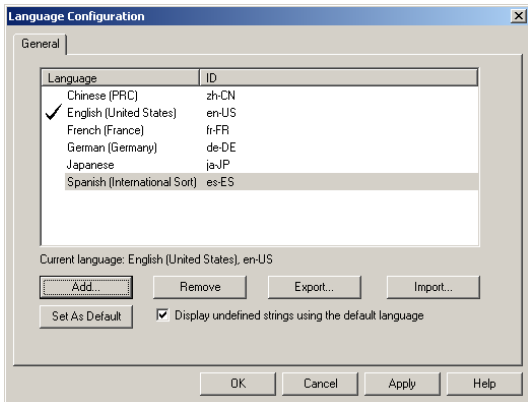 Language Configuration
General
Language ID
Chinese (PRC) zh-CN
English (United States) en-US
French (France) fr-FR
German (Germany) de-DE
Japanese ja-JP
Spanish (International Sort) es-ES
Current language: English (United States), en-US
Add... Remove Export... Import...
Set As Default Display undefined strings using the default language
OK Cancel Apply Help